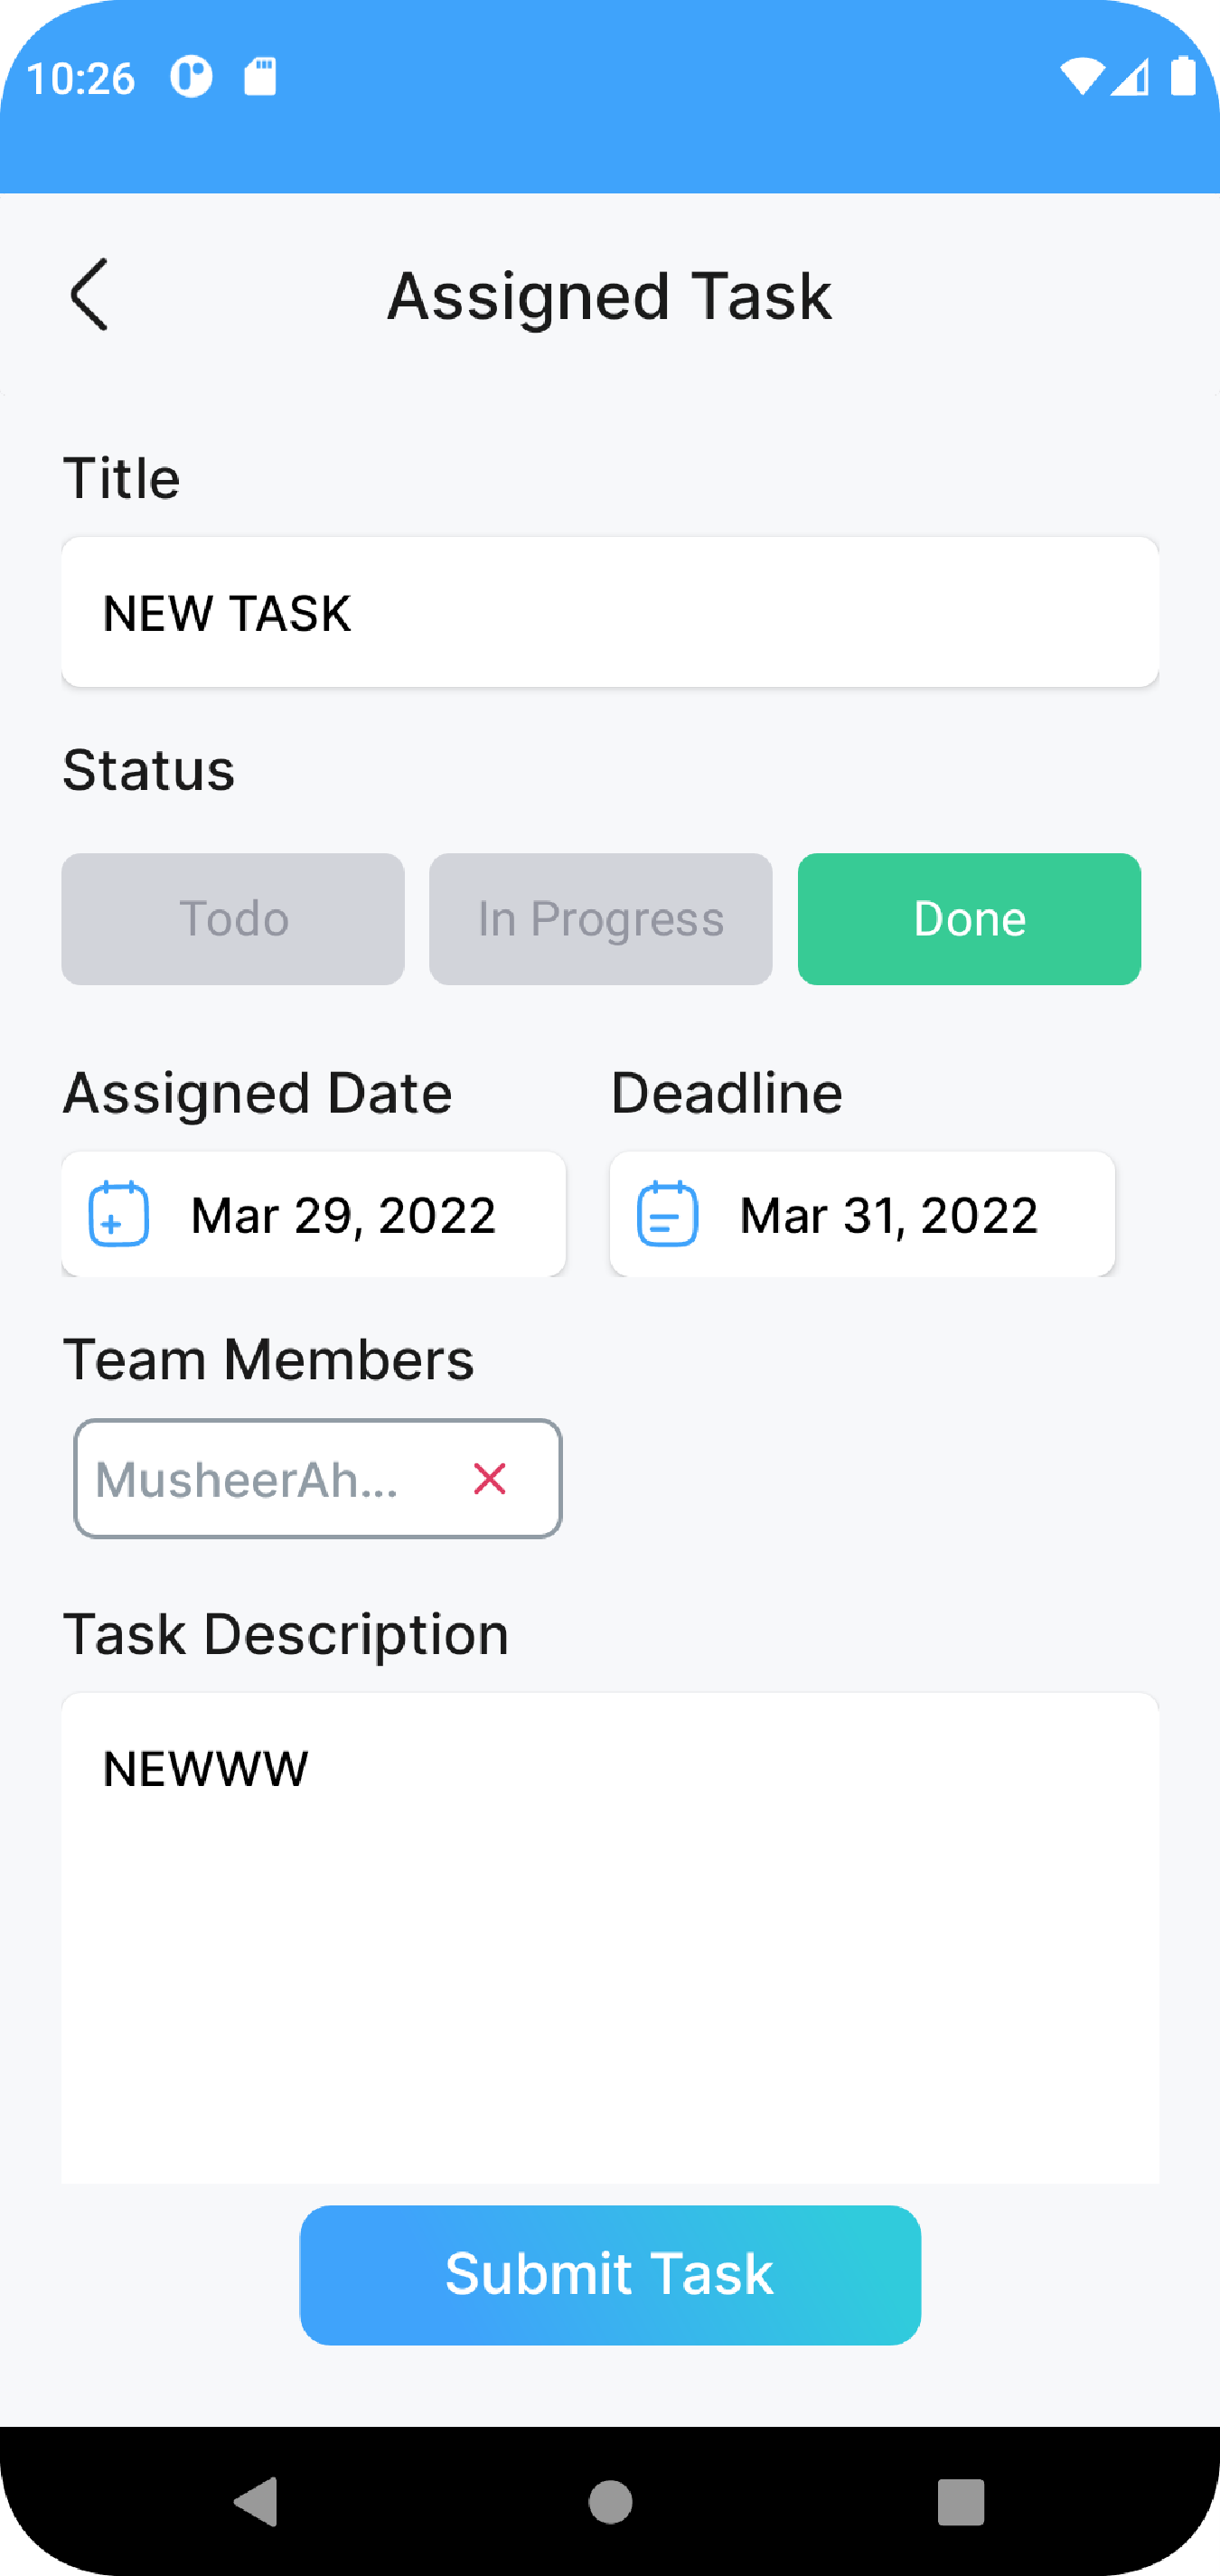 10:26
Assigned Task
Title
NEW TASK
Status
Todo In Progress Done
Assigned Date Deadline
Mar 29, 2022 Mar 31, 2022
Team Members
MusheerAh...
Task Description
NEWWW
Submit Task